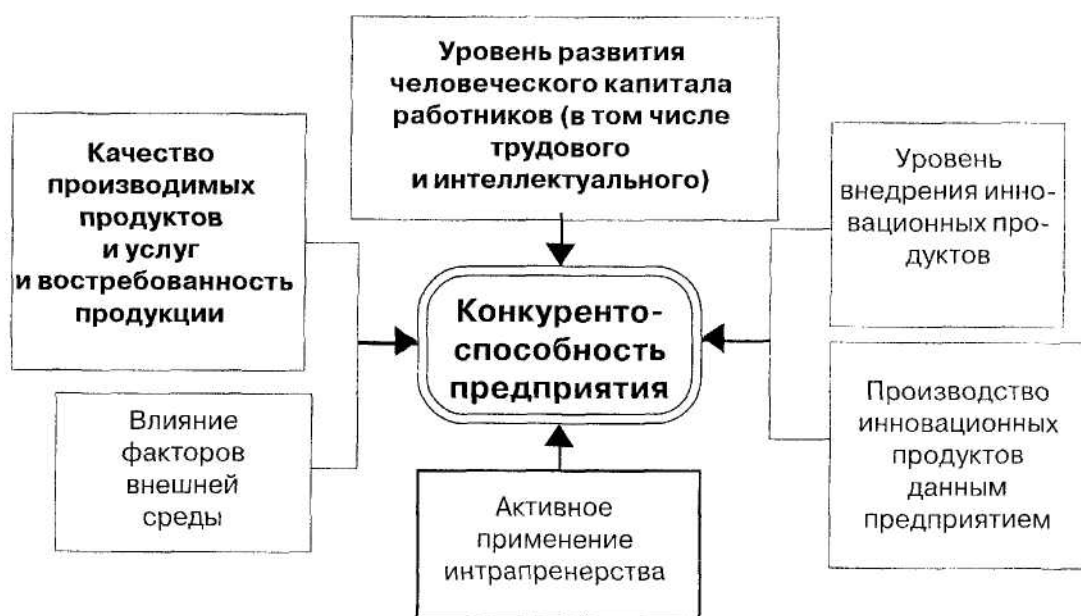 Уровень развития
человеческого капитала
работников (в том числе
трудового
и интеллектуального)
Качество
производимых
продуктов
и услуг
и востребованность
продукции
Уровень
внедрения инно-
вационных про-
дуктов
Конкуренто-
способность
предприятия
Влияние
факторов
внешней
среды
Производство
инновационных
продуктов
данным
предприятием
Активное
применение
интрапренерства